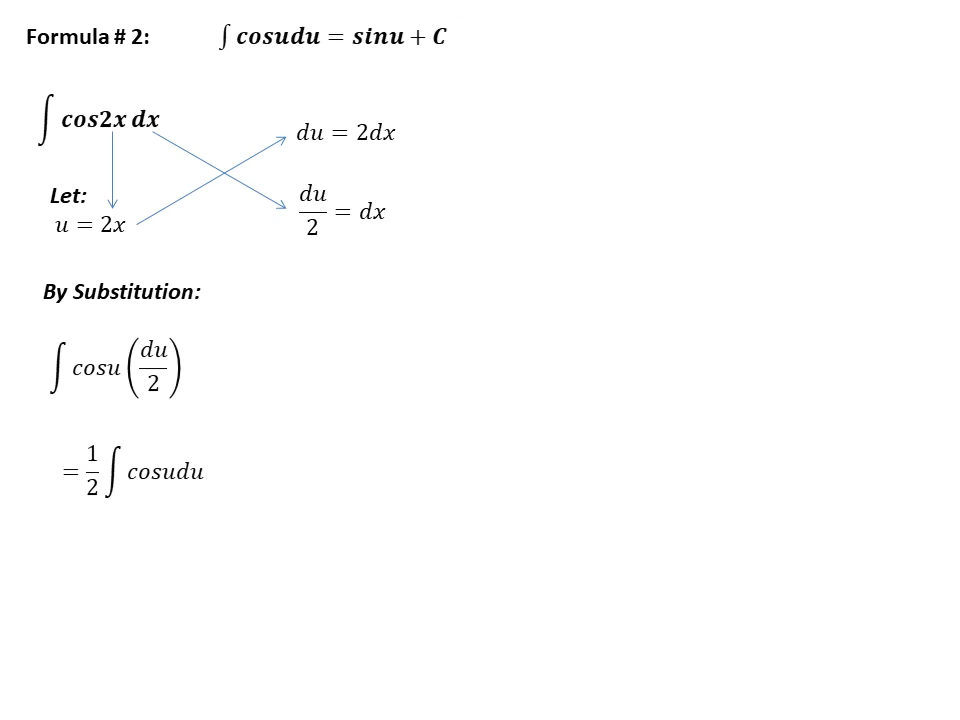 Formula # 2: ∫ cosudu = sinu + C
∫ cos2x dx
du = 2dx
Let:
u = 2x
du/2 = dx
By Substitution:
∫ cosu (du/2)
= 1/2 ∫ cosudu